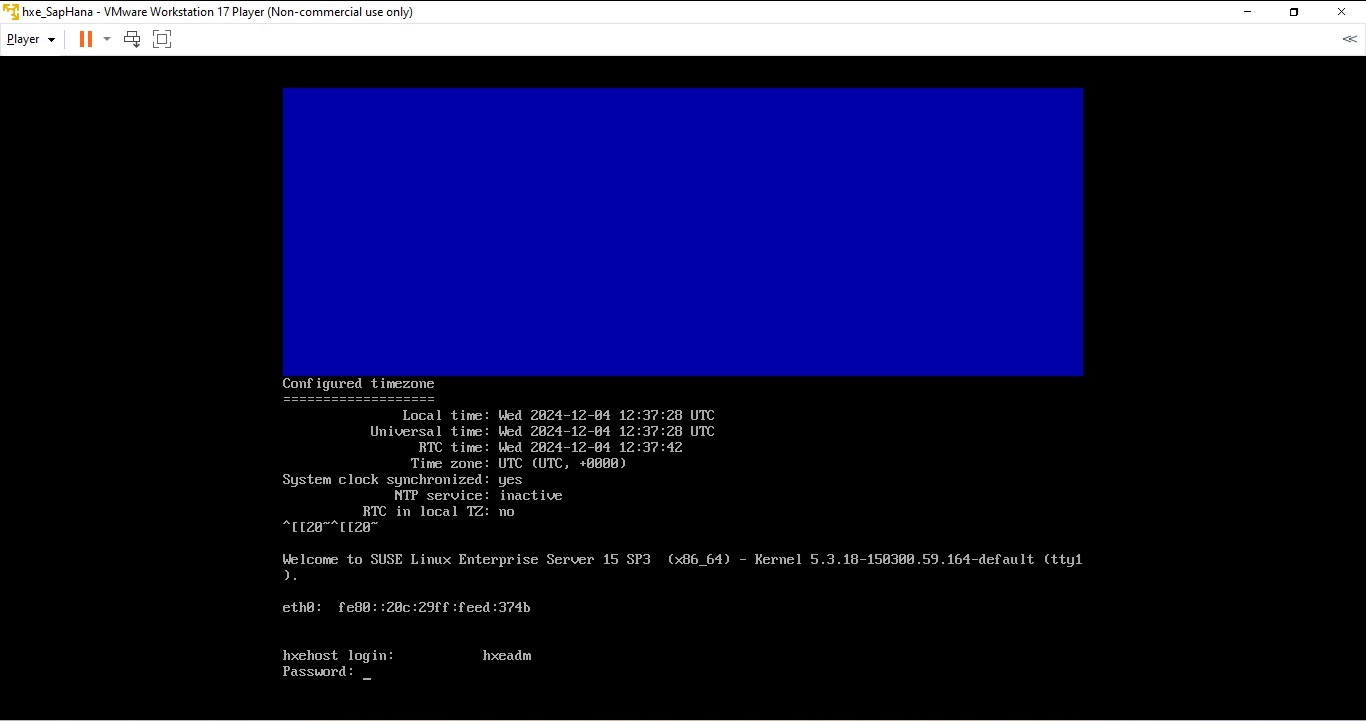 hxe_SapHana - VMware Workstation 17 Player (Non-commercial use only)
Player
Configured timezone
===================
Local time: Wed 2024-12-04 12:37:28 UTC
Universal time: Wed 2024-12-04 12:37:28 UTC
RTC time: Wed 2024-12-04 12:37:42
Time zone: UTC (UTC, +0000)
System clock synchronized: yes
NTP service: inactive
RTC in local TZ: no
^[[20~^[[20~
Welcome to SUSE Linux Enterprise Server 15 SP3  (x86_64) - Kernel 5.3.18-150300.59.164-default (tty1
).
eth0:  fe80::20c:29ff:feed:374b
hxehost login:           hxeadm
Password: _